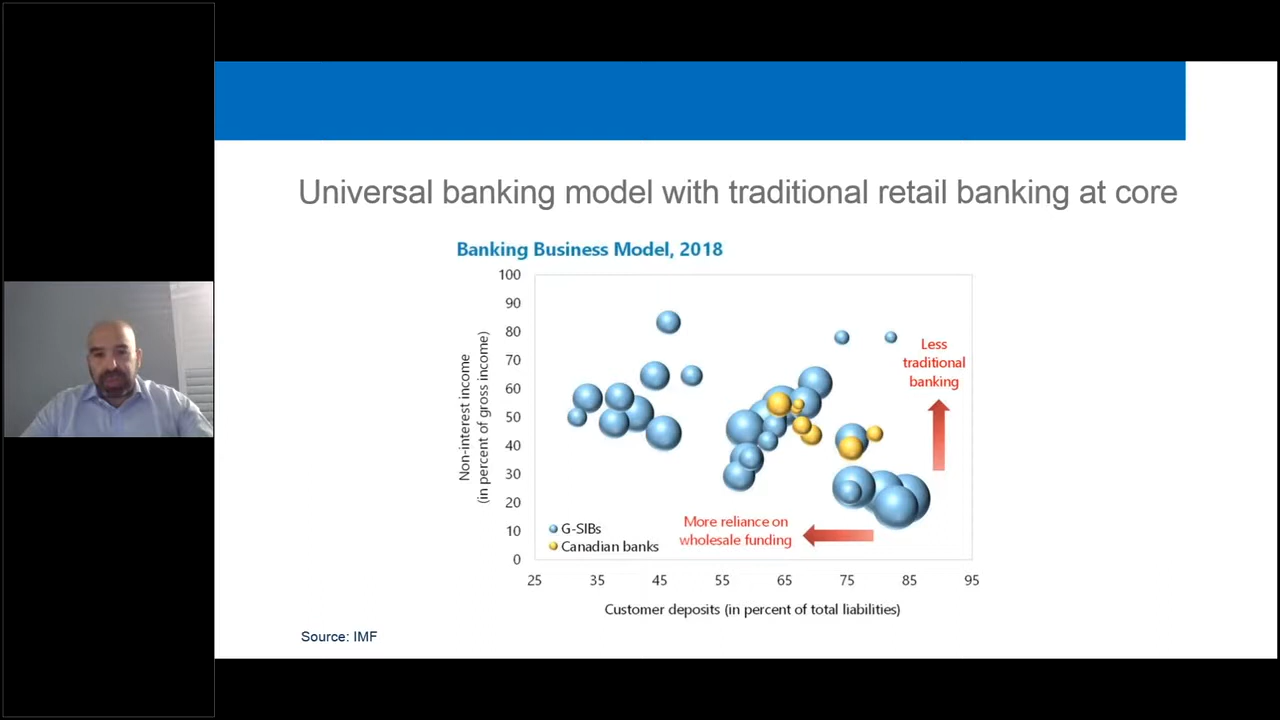 Universal banking model with traditional retail banking at core
Banking Business Model, 2018
Non-interest income
(in percent of gross income)
100
90
80
70
60
50
40
30
20
10
0
Less
traditional
banking
More reliance on
wholesale funding
G-SIBs
Canadian banks
25 35 45 55 65 75 85 95
Customer deposits (in percent of total liabilities)
Source: IMF